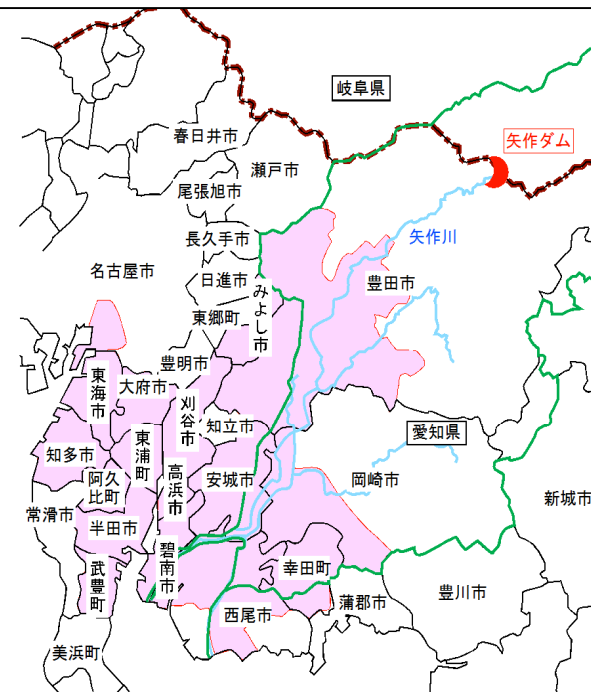 岐阜県
春日井市
矢作ダム
瀬戸市
尾張旭市
長久手市
矢作川
名古屋市
日進市
豊田市
みよし市
東郷町
豊明市
東海市
大府市
刈谷市
知立市
愛知県
東浦町
知多市
高浜市
安城市
岡崎市
阿久
比町
新城市
常滑市
半田市
碧南市
武豊町
幸田町
豊川市
西尾市
蒲郡市
美浜町